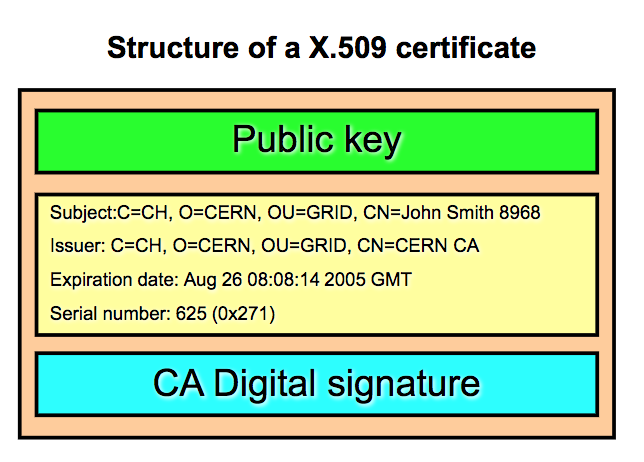 Structure of a X.509 certificate
Public key
Subject:C=CH, O=CERN, OU=GRID, CN=John Smith 8968
Issuer: C=CH, O=CERN, OU=GRID, CN=CERN CA
Expiration date: Aug 26 08:08:14 2005 GMT
Serial number: 625 (0x271)
CA Digital signature